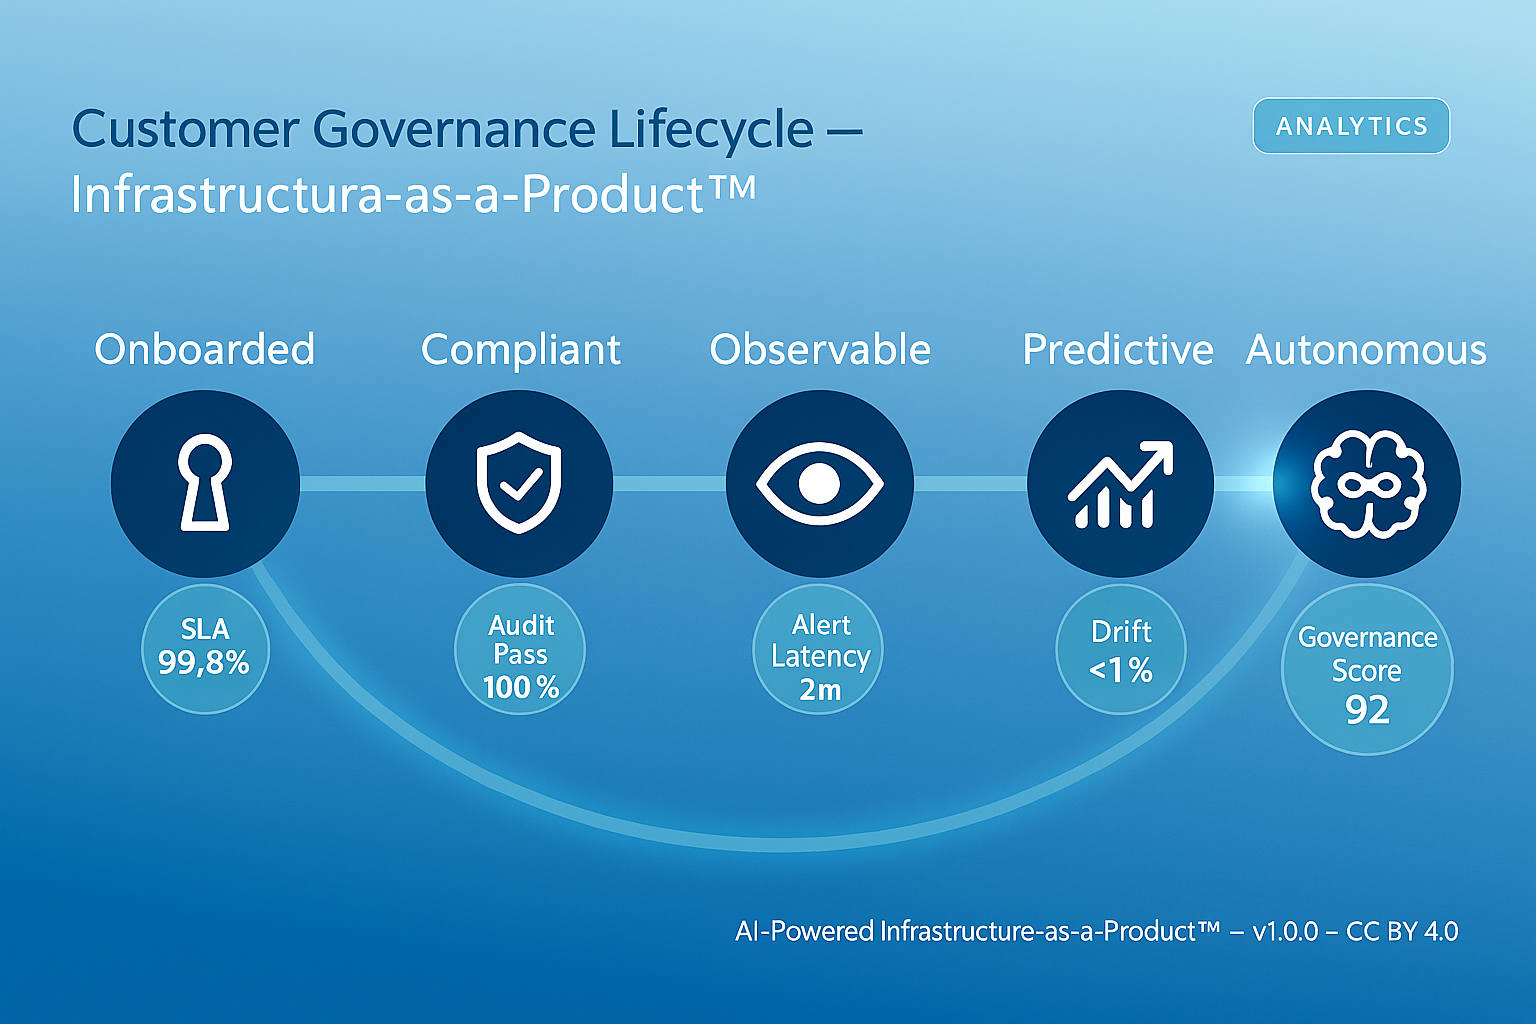 Customer Governance Lifecycle –
Infrastructura-as-a-Product™
ANALYTICS
Onboarded
Compliant
Observable
Predictive
Autonomous
SLA
99,8%
Audit
Pass
100 %
Alert
Latency
2m
Drift
<1%
Governance
Score
92
AI-Powered Infrastructure-as-a-Product™ – v1.0.0 – CC BY 4.0